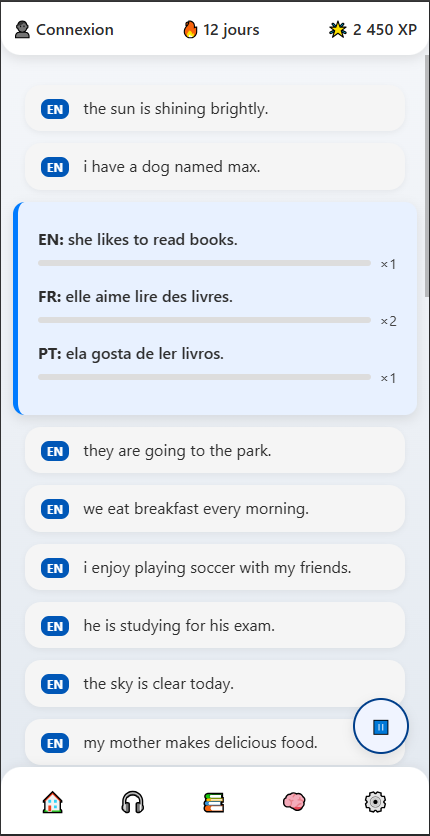 Connexion
12 jours
2 450 XP
EN the sun is shining brightly.
EN i have a dog named max.
EN: she likes to read books.
×1
FR: elle aime lire des livres.
×2
PT: ela gosta de ler livros.
×1
EN they are going to the park.
EN we eat breakfast every morning.
EN i enjoy playing soccer with my friends.
EN he is studying for his exam.
EN the sky is clear today.
EN my mother makes delicious food.